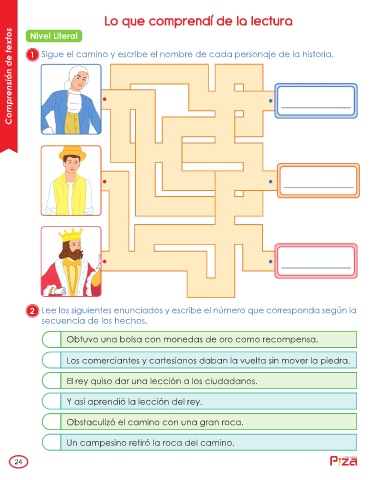 Lo que comprendí de la lectura
Comprensión de textos
Nivel Literal
1 Sigue el camino y escribe el nombre de cada personaje de la historia.
2 Lee los siguientes enunciados y escribe el número que corresponda según la
secuencia de los hechos.
Obtuvo una bolsa con monedas de oro como recompensa.
Los comerciantes y cartesianos daban la vuelta sin mover la piedra.
El rey quiso dar una lección a los ciudadanos.
Y así aprendió la lección del rey.
Obstaculizó el camino con una gran roca.
Un campesino retiró la roca del camino.
24